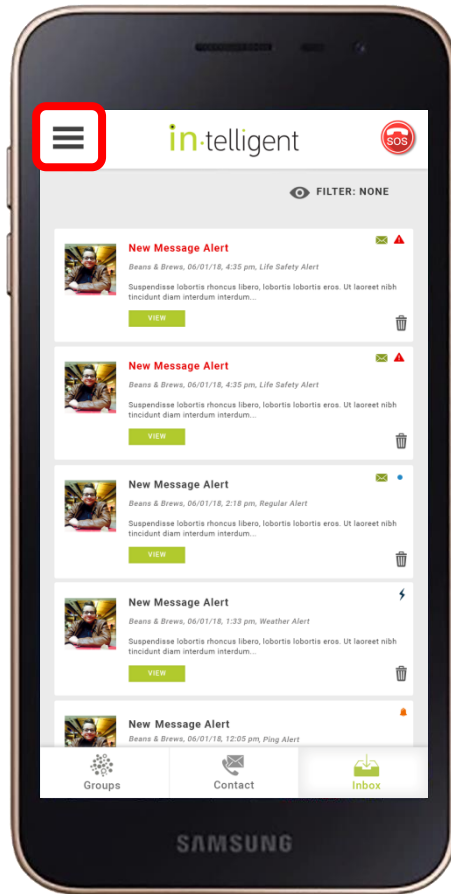 in·telligent
SOS
FILTER: NONE
New Message Alert
Beans & Brews, 06/01/18, 4:35 pm, Life Safety Alert
Suspendisse lobortis rhoncus libero, lobortis lobortis eros. Ut laoreet nibh
tincidunt diam interdum interdum...
VIEW
New Message Alert
Beans & Brews, 06/01/18, 4:35 pm, Life Safety Alert
Suspendisse lobortis rhoncus libero, lobortis lobortis eros. Ut laoreet nibh
tincidunt diam interdum interdum...
VIEW
New Message Alert
Beans & Brews, 06/01/18, 2:18 pm, Regular Alert
Suspendisse lobortis rhoncus libero, lobortis lobortis eros. Ut laoreet nibh
tincidunt diam interdum interdum...
VIEW
New Message Alert
Beans & Brews, 06/01/18, 1:33 pm, Weather Alert
Suspendisse lobortis rhoncus libero, lobortis lobortis eros. Ut laoreet nibh
tincidunt diam interdum interdum...
VIEW
New Message Alert
Beans & Brews, 06/01/18, 12:05 pm, Ping Alert
Groups
Contact
Inbox
SAMSUNG